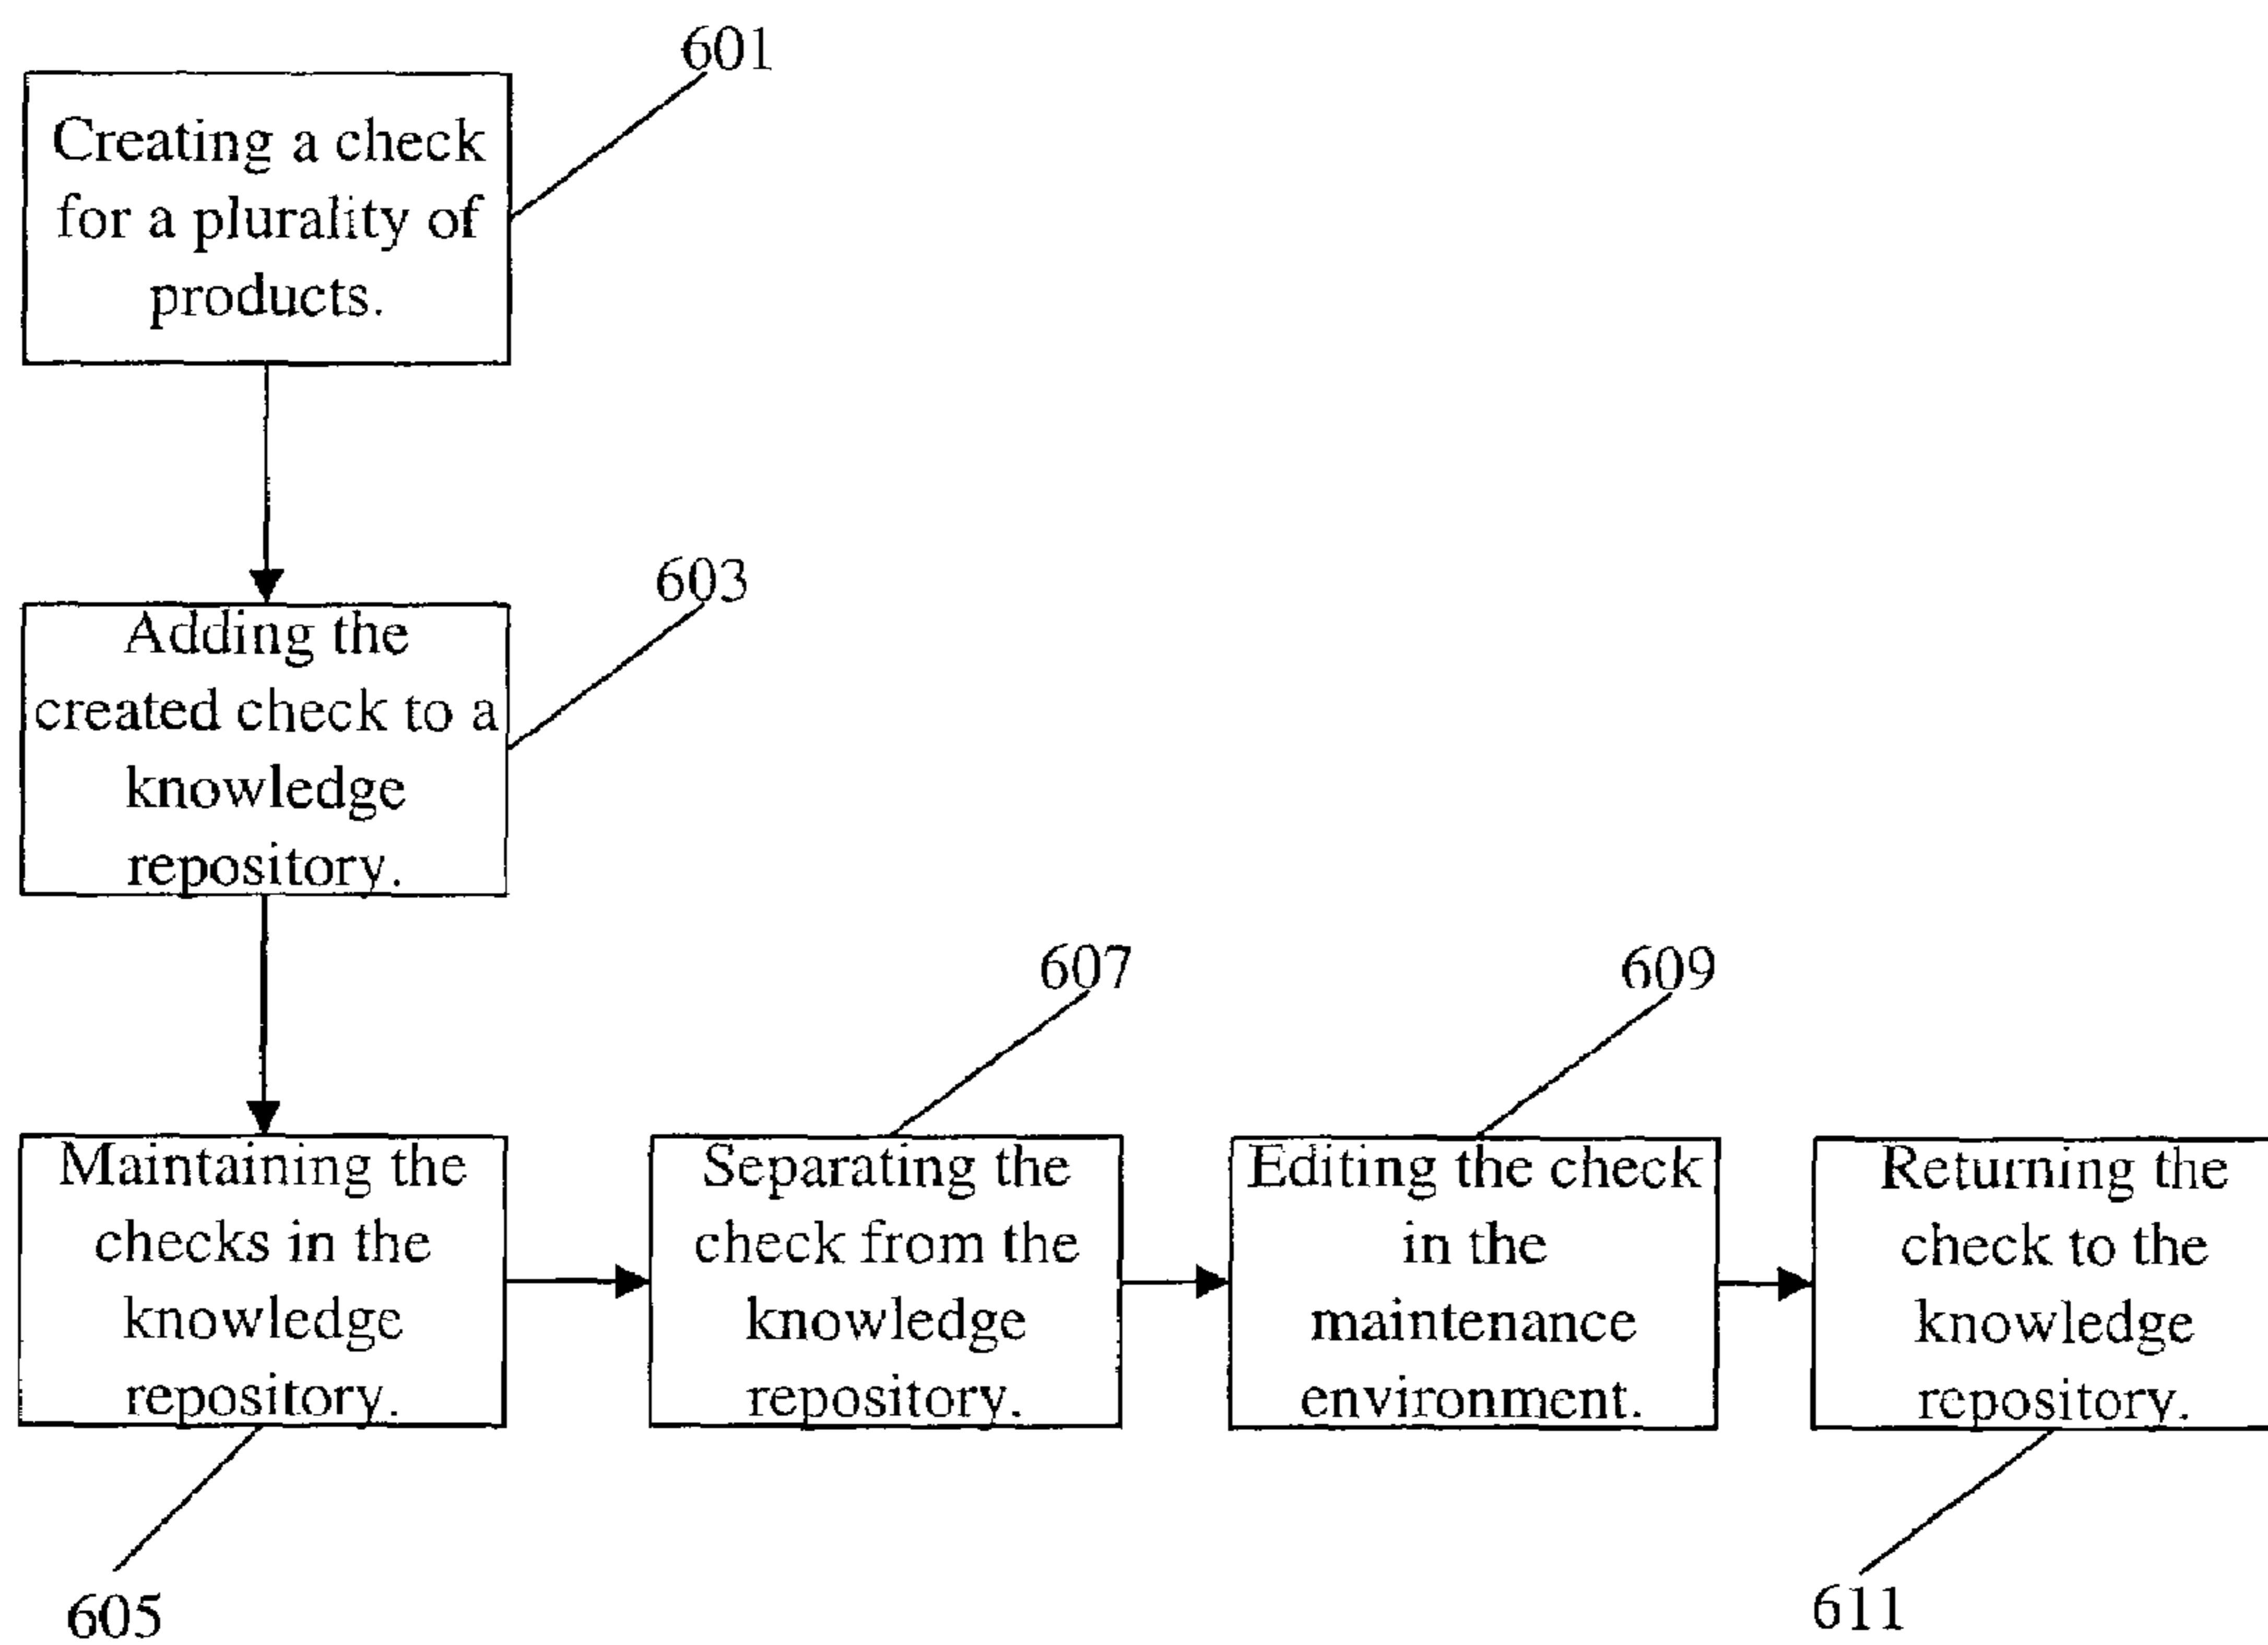 601
Creating a check
for a plurality of
products.
603
Adding the
created check to a
knowledge
repository.
607
609
Maintaining the
checks in the
knowledge
repository.
Separating the
check from the
knowledge
repository.
Editing the check
in the
maintenance
environment.
Returning the
check to the
knowledge
repository.
605
611